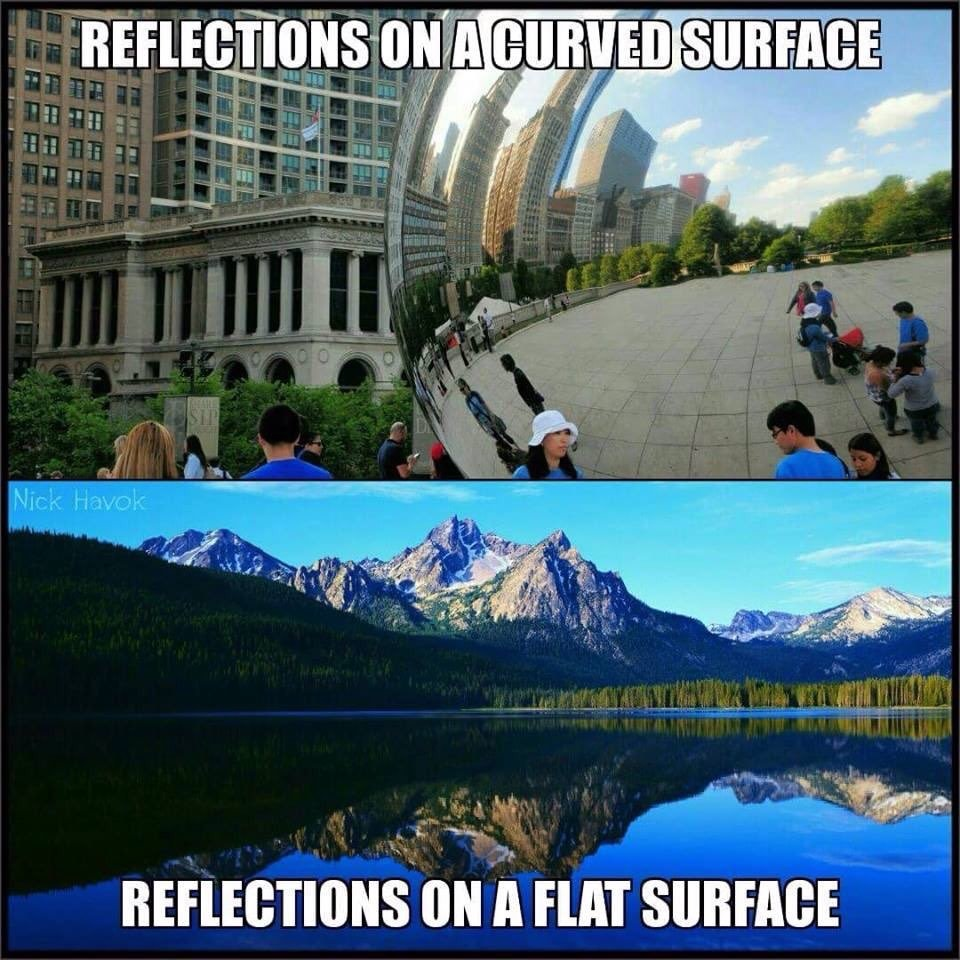 REFLECTIONS ON A CURVED SURFACE
Nick Havok
REFLECTIONS ON A FLAT SURFACE